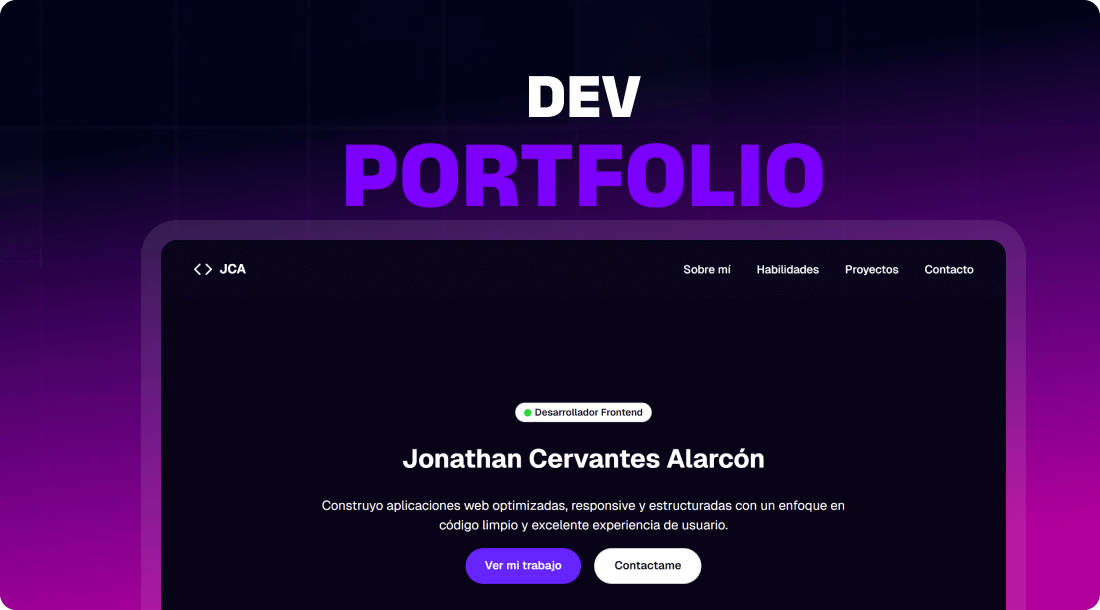 DEV
PORTFOLIO
JCA
Sobre mí Habilidades Proyectos Contacto
Desarrollador Frontend
Jonathan Cervantes Alarcón
Construyo aplicaciones web optimizadas, responsive y estructuradas con un enfoque en
código limpio y excelente experiencia de usuario.
Ver mi trabajo Contactame